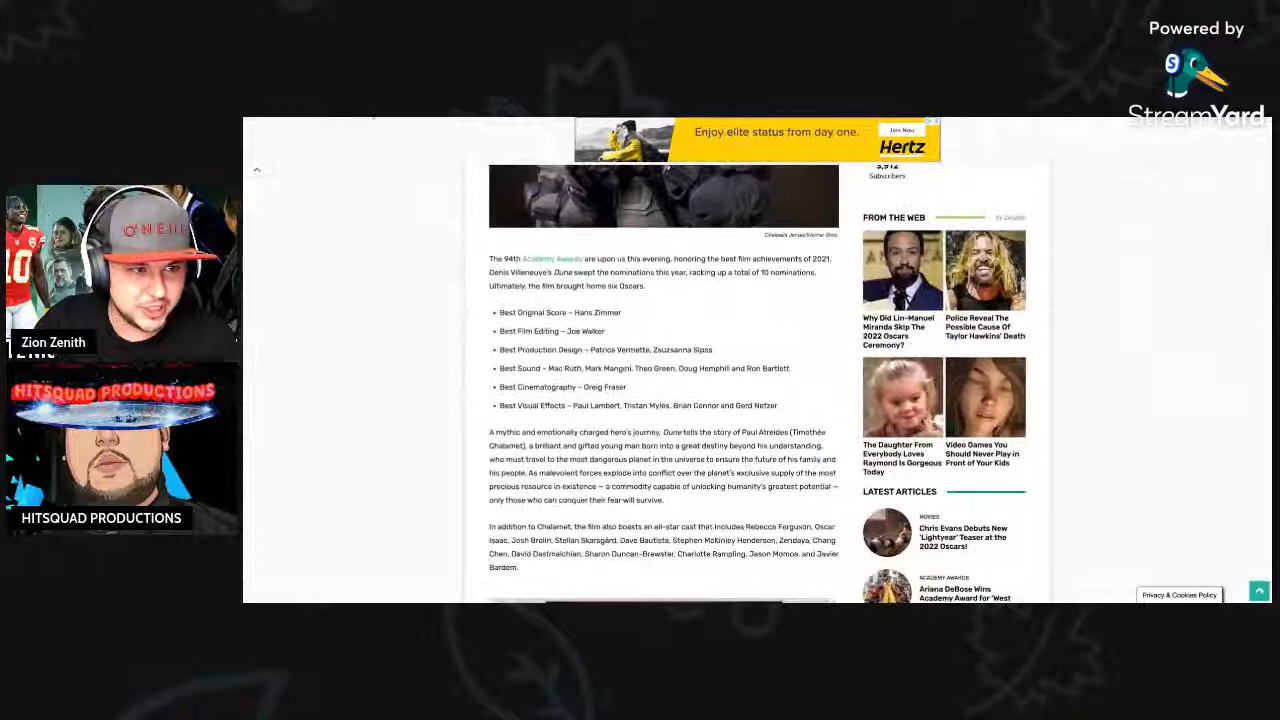 Powered by
StreamYard
Enjoy elite status from day one.
Join Now
Hertz
3,912
Subscribers
Chiabella James/Warner Bros
FROM THE WEB
By ZergNet
The 94th Academy Awards are upon us this evening, honoring the best film achievements of 2021.
Denis Villeneuve's Dune swept the nominations this year, racking up a total of 10 nominations.
Ultimately, the film brought home six Oscars.
• Best Original Score – Hans Zimmer
• Best Film Editing – Joe Walker
• Best Production Design – Patrice Vermette, Zsuzsanna Sipos
• Best Sound – Mac Ruth, Mark Mangini, Theo Green, Doug Hemphill and Ron Bartlett
• Best Cinematography – Greig Fraser
• Best Visual Effects – Paul Lambert, Tristan Myles, Brian Connor and Gerd Nefzer
A mythic and emotionally charged hero's journey, Dune tells the story of Paul Atreides (Timothée
Chalamet), a brilliant and gifted young man born into a great destiny beyond his understanding,
who must travel to the most dangerous planet in the universe to ensure the future of his family and
his people. As malevolent forces explode into conflict over the planet's exclusive supply of the most
precious resource in existence — a commodity capable of unlocking humanity's greatest potential —
only those who can conquer their fear will survive.
In addition to Chalamet, the film also boasts an all-star cast that includes Rebecca Ferguson, Oscar
Isaac, Josh Brolin, Stellan Skarsgård, Dave Bautista, Stephen McKinley Henderson, Zendaya, Chang
Chen, David Dastmalchian, Sharon Duncan-Brewster, Charlotte Rampling, Jason Momoa, and Javier
Bardem.
Why Did Lin-Manuel
Miranda Skip The
2022 Oscars
Ceremony?
Police Reveal The
Possible Cause Of
Taylor Hawkins' Death
The Daughter From
Everybody Loves
Raymond Is Gorgeous
Today
Video Games You
Should Never Play in
Front of Your Kids
LATEST ARTICLES
MOVIES
Chris Evans Debuts New
'Lightyear' Teaser at the
2022 Oscars!
ACADEMY AWARDS
Ariana DeBose Wins
Academy Award for 'West
Privacy & Cookies Policy
O'NEILL
10
Zion Zenith
HITSQUAD PRODUCTIONS
HITSQUAD PRODUCTIONS